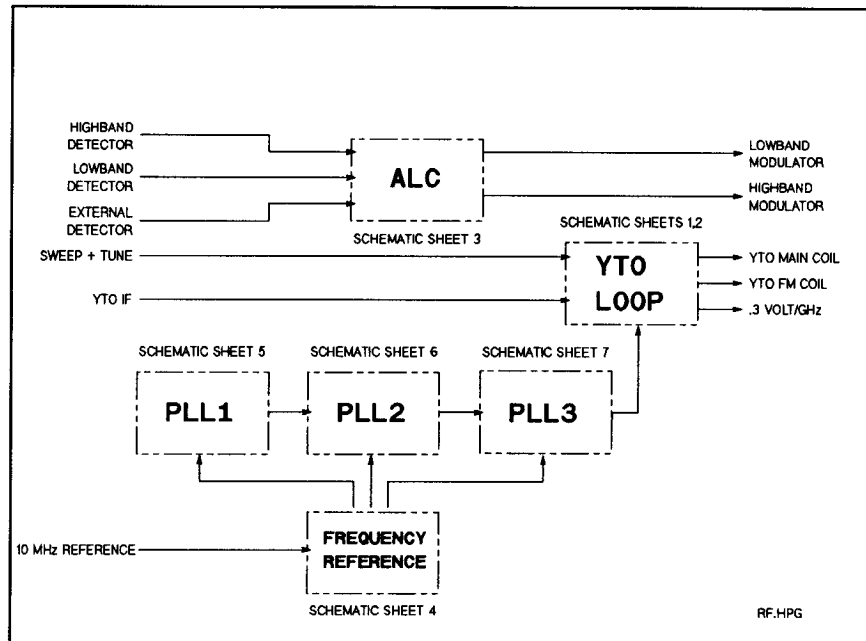 HIGHBAND
DETECTOR
LOWBAND
DETECTOR
EXTERNAL
DETECTOR
ALC
SCHEMATIC SHEET 3
LOWBAND
MODULATOR
HIGHBAND
MODULATOR
SCHEMATIC SHEETS 1,2
SWEEP + TUNE
YTO IF
YTO
LOOP
YTO MAIN COIL
YTO FM COIL
.3 VOLT/GHz
SCHEMATIC SHEET 5
SCHEMATIC SHEET 6
SCHEMATIC SHEET 7
PLL1
PLL2
PLL3
10 MHz REFERENCE
FREQUENCY
REFERENCE
SCHEMATIC SHEET 4
RF.HPG